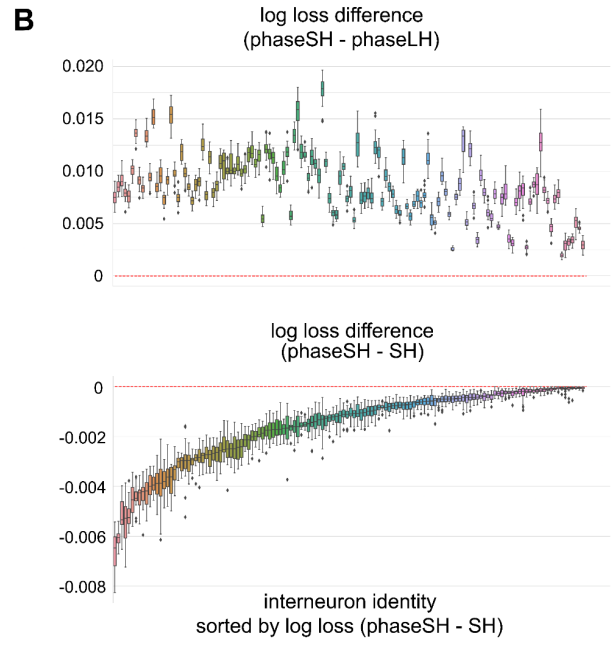 B
log loss difference
(phaseSH - phaseLH)
0.020
0.015
0.010
0.005
0
log loss difference
(phaseSH - SH)
0
-0.002
-0.004
-0.006
-0.008
interneuron identity
sorted by log loss (phaseSH - SH)